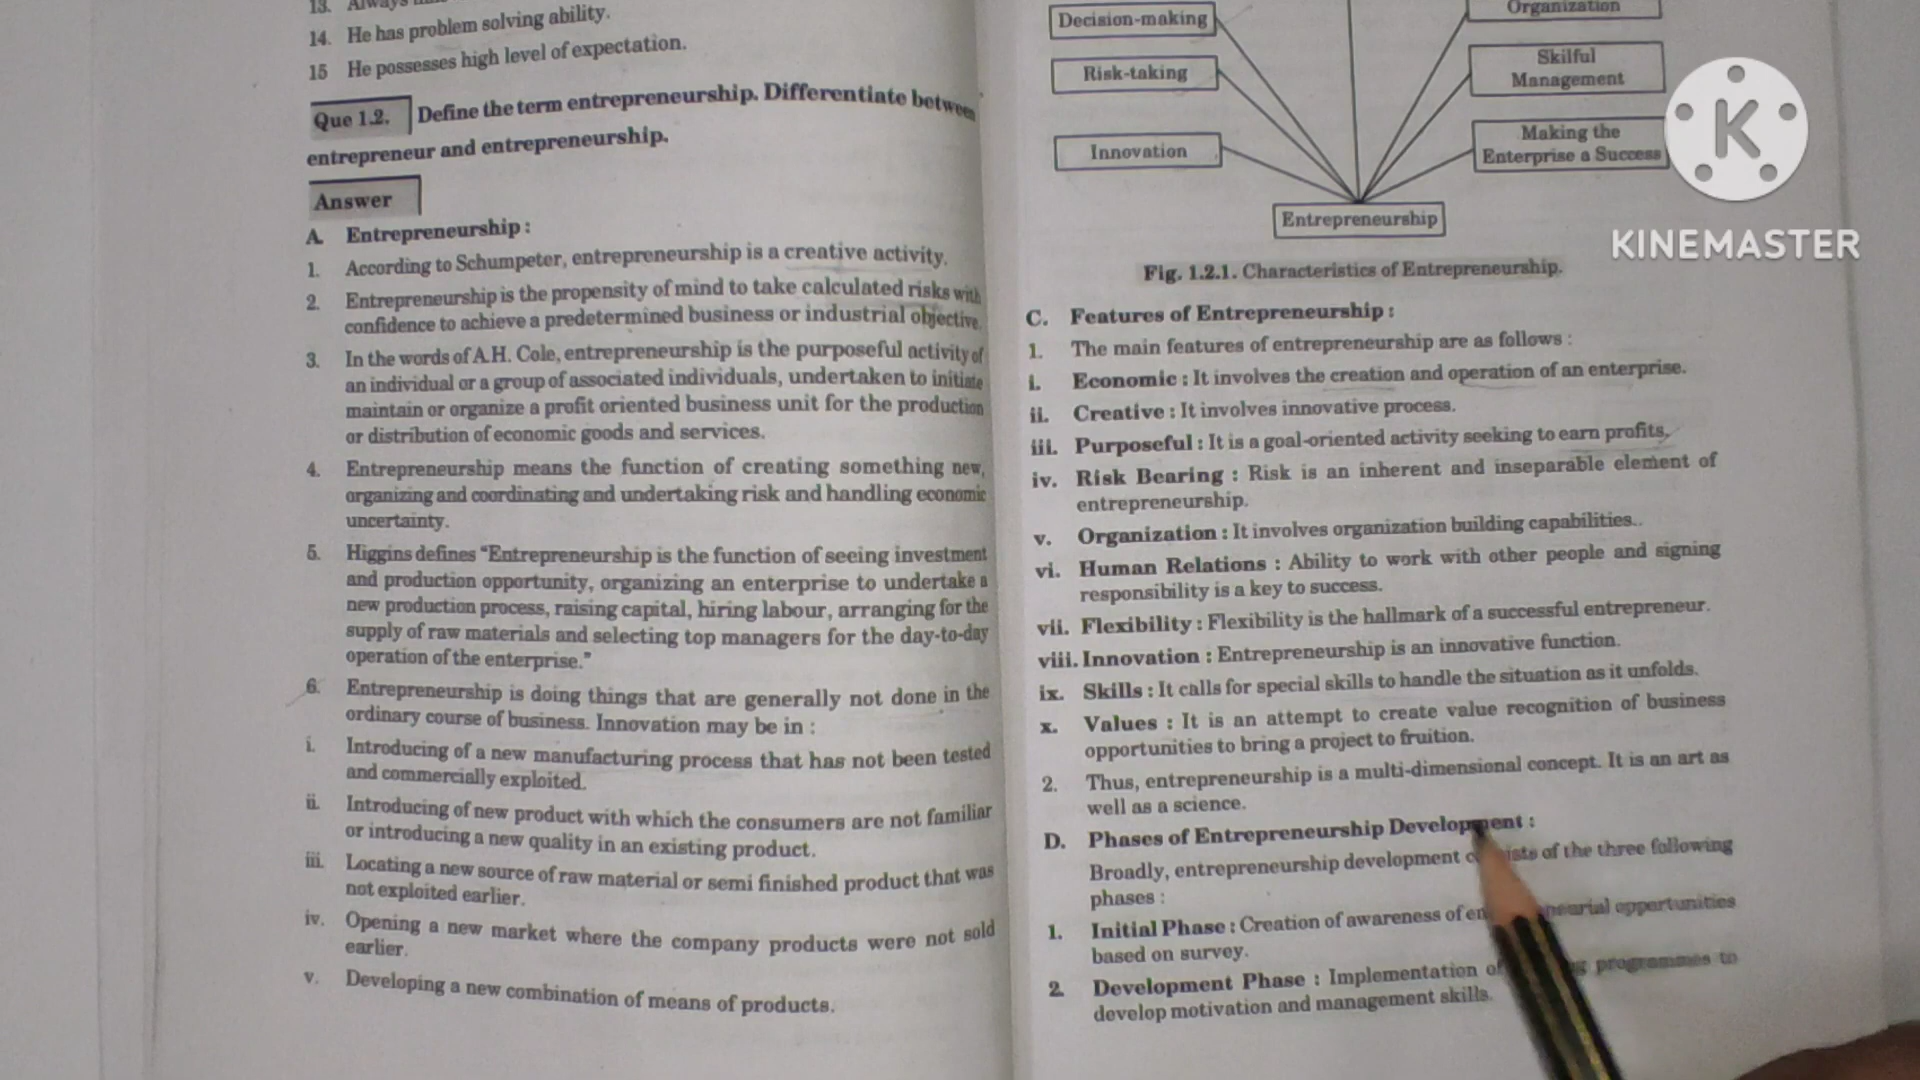 13. Always
14. He has problem solving ability.
15 He possesses high level of expectation.
Que 1.2. Define the term entrepreneurship. Differentiate between
entrepreneur and entrepreneurship.
Answer
A. Entrepreneurship :
1. According to Schumpeter, entrepreneurship is a creative activity.
2. Entrepreneurship is the propensity of mind to take calculated risks with
confidence to achieve a predetermined business or industrial objective.
3. In the words of A.H. Cole, entrepreneurship is the purposeful activity of
an individual or a group of associated individuals, undertaken to initiate
maintain or organize a profit oriented business unit for the production
or distribution of economic goods and services.
4. Entrepreneurship means the function of creating something new,
organizing and coordinating and undertaking risk and handling economic
uncertainty.
5. Higgins defines “Entrepreneurship is the function of seeing investment
and production opportunity, organizing an enterprise to undertake a
new production process, raising capital, hiring labour, arranging for the
supply of raw materials and selecting top managers for the day-to-day
operation of the enterprise.”
6. Entrepreneurship is doing things that are generally not done in the
ordinary course of business. Innovation may be in :
i. Introducing of a new manufacturing process that has not been tested
and commercially exploited.
ii. Introducing of new product with which the consumers are not familiar
or introducing a new quality in an existing product.
iii. Locating a new source of raw material or semi finished product that was
not exploited earlier.
iv. Opening a new market where the company products were not sold
earlier.
v. Developing a new combination of means of products.
Decision-making
Organization
Risk-taking
Skilful
Management
Innovation
Making the
Enterprise a Success
Entrepreneurship
KINEMASTER
Fig. 1.2.1. Characteristics of Entrepreneurship.
C. Features of Entrepreneurship :
1. The main features of entrepreneurship are as follows :
i. Economic : It involves the creation and operation of an enterprise.
ii. Creative : It involves innovative process.
iii. Purposeful : It is a goal-oriented activity seeking to earn profits.
iv. Risk Bearing : Risk is an inherent and inseparable element of
entrepreneurship.
v. Organization : It involves organization building capabilities..
vi. Human Relations : Ability to work with other people and signing
responsibility is a key to success.
vii. Flexibility : Flexibility is the hallmark of a successful entrepreneur.
viii. Innovation : Entrepreneurship is an innovative function.
ix. Skills : It calls for special skills to handle the situation as it unfolds.
x. Values : It is an attempt to create value recognition of business
opportunities to bring a project to fruition.
2. Thus, entrepreneurship is a multi-dimensional concept. It is an art as
well as a science.
D. Phases of Entrepreneurship Development :
Broadly, entrepreneurship development consists of the three following
phases :
1. Initial Phase : Creation of awareness of entrepreneurial opportunities
based on survey.
2. Development Phase : Implementation of programmes to
develop motivation and management skills.